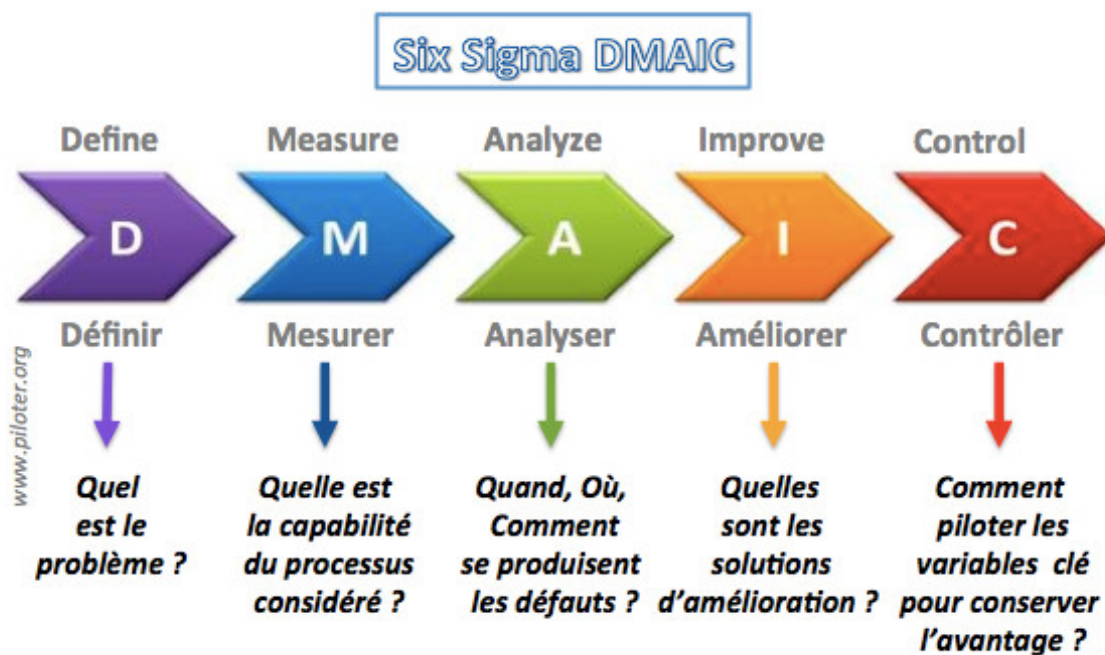 Six Sigma DMAIC
Define
Measure
Analyze
Improve
Control
D
M
A
I
C
Définir
Mesurer
Analyser
Améliorer
Contrôler
www.piloter.org
Quel
est le
problème ?
Quelle est
la capabilité
du processus
considéré ?
Quand, Où,
Comment
se produisent
les défauts ?
Quelles
sont les
solutions
d'amélioration ?
Comment
piloter les
variables clé
pour conserver
l'avantage ?